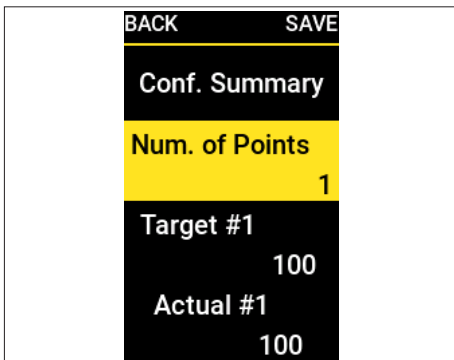 BACK SAVE
Conf. Summary
Num. of Points
1
Target #1
100
Actual #1
100